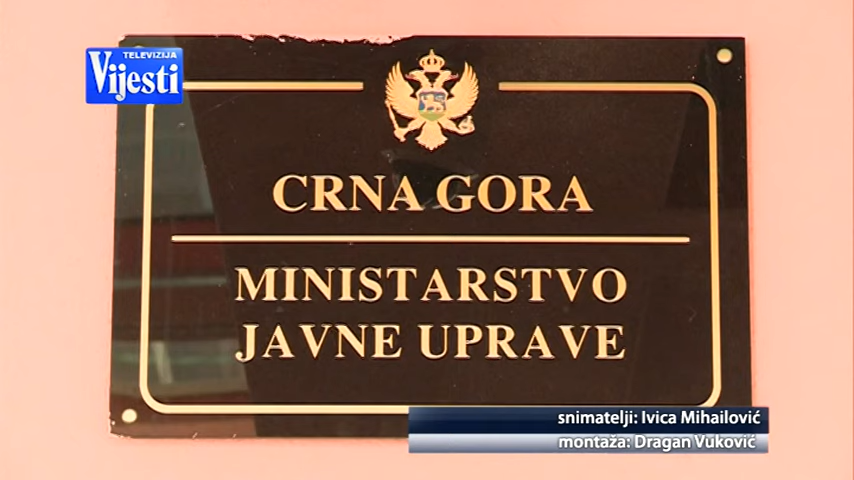 TELEVIZIJA
Vijesti
CRNA GORA
MINISTARSTVO
JAVNE UPRAVE
snimatelji: Ivica Mihailović
montaža: Dragan Vuković